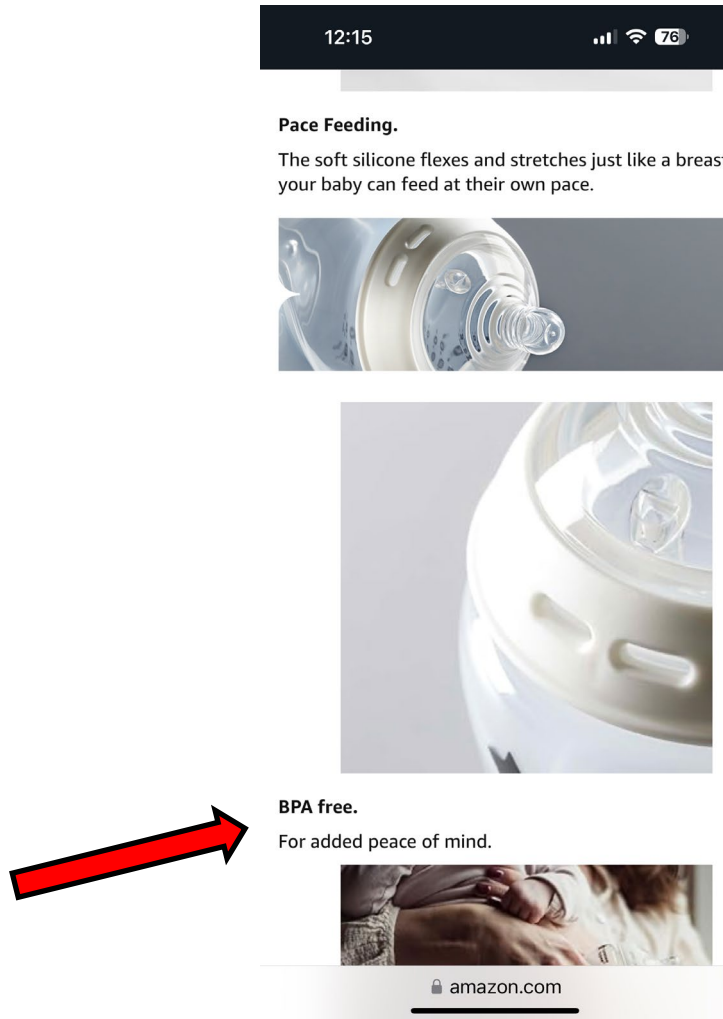 12:15
76
Pace Feeding.
The soft silicone flexes and stretches just like a breas
your baby can feed at their own pace.
BPA free.
For added peace of mind.
amazon.com